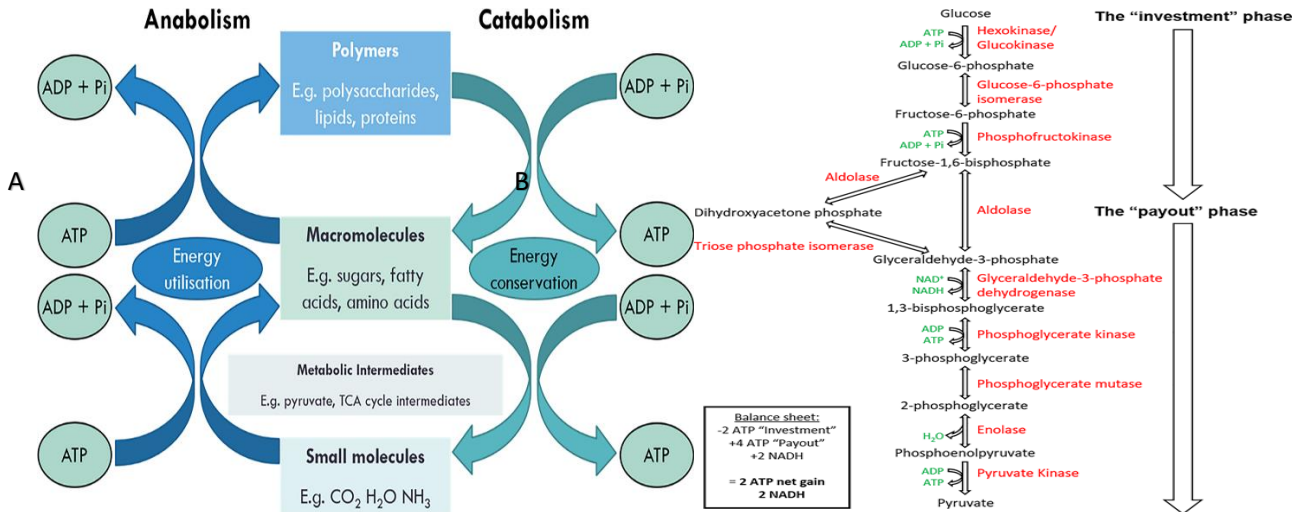 Anabolism
Catabolism
A
ADP + Pi
ATP
ADP + Pi
ATP
Energy
utilisation
Polymers
E.g. polysaccharides,
lipids, proteins
Macromolecules
E.g. sugars, fatty
acids, amino acids
Metabolic Intermediates
E.g. pyruvate, TCA cycle intermediates
Small molecules
E.g. CO₂ H₂O NH₃
B
Energy
conservation
ADP + Pi
ATP
ADP + Pi
ATP
Glucose
ATP
ADP + Pi
Hexokinase/
Glucokinase
Glucose-6-phosphate
Glucose-6-phosphate
isomerase
Fructose-6-phosphate
ATP
ADP + Pi
Phosphofructokinase
Fructose-1,6-bisphosphate
Aldolase
Dihydroxyacetone phosphate
Aldolase
Triose phosphate isomerase
Glyceraldehyde-3-phosphate
NAD⁺
NADH
Glyceraldehyde-3-phosphate
dehydrogenase
1,3-bisphosphoglycerate
ADP
ATP
Phosphoglycerate kinase
3-phosphoglycerate
Phosphoglycerate mutase
2-phosphoglycerate
H₂O
Enolase
Phosphoenolpyruvate
ADP
ATP
Pyruvate Kinase
Pyruvate
The “investment” phase
The “payout” phase
Balance sheet:
-2 ATP “Investment”
+4 ATP “Payout”
+2 NADH
= 2 ATP net gain
2 NADH